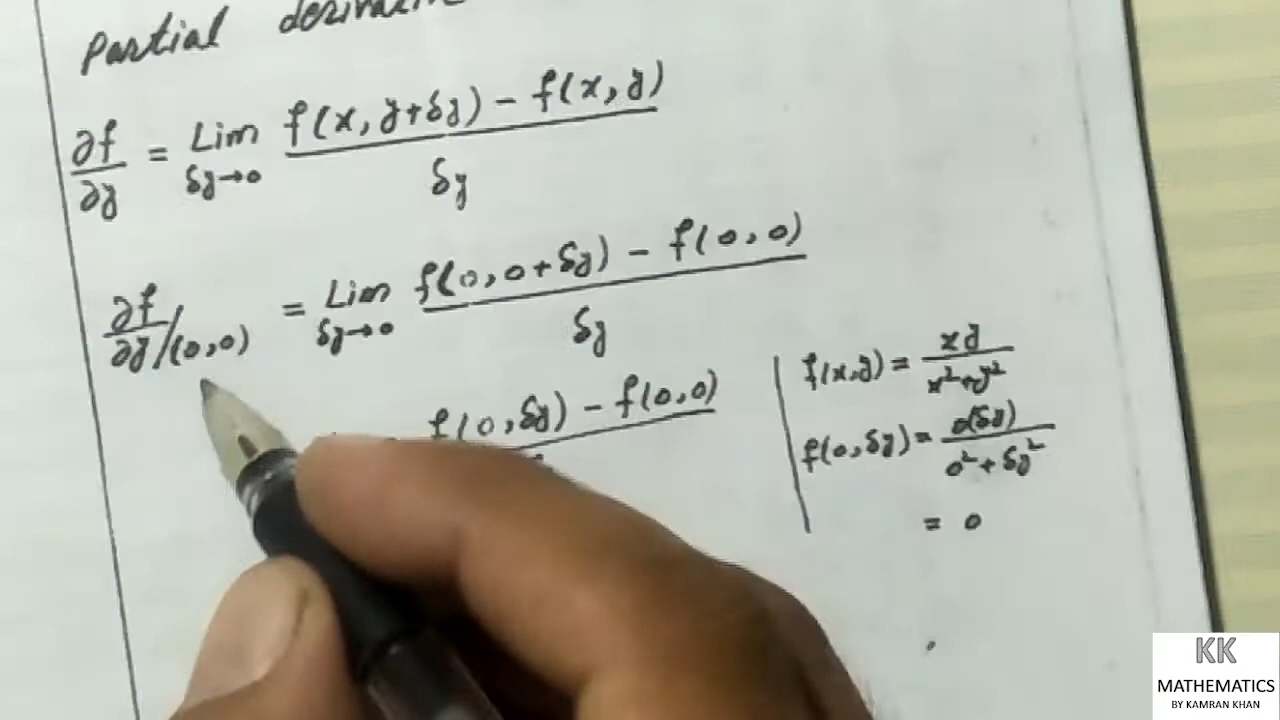 Partial
∂f/∂y = Lim δy→0 f(x, y+δy) - f(x, y) / δy
∂f/∂y/(0,0) = Lim δy→0 f(0, 0+δy) - f(0,0) / δy
f(0, δy) - f(0,0)
f(x,y) = xy / x²+y²
f(0, δy) = 0(δy) / 0² + δy²
= 0
KK
MATHEMATICS
BY KAMRAN KHAN